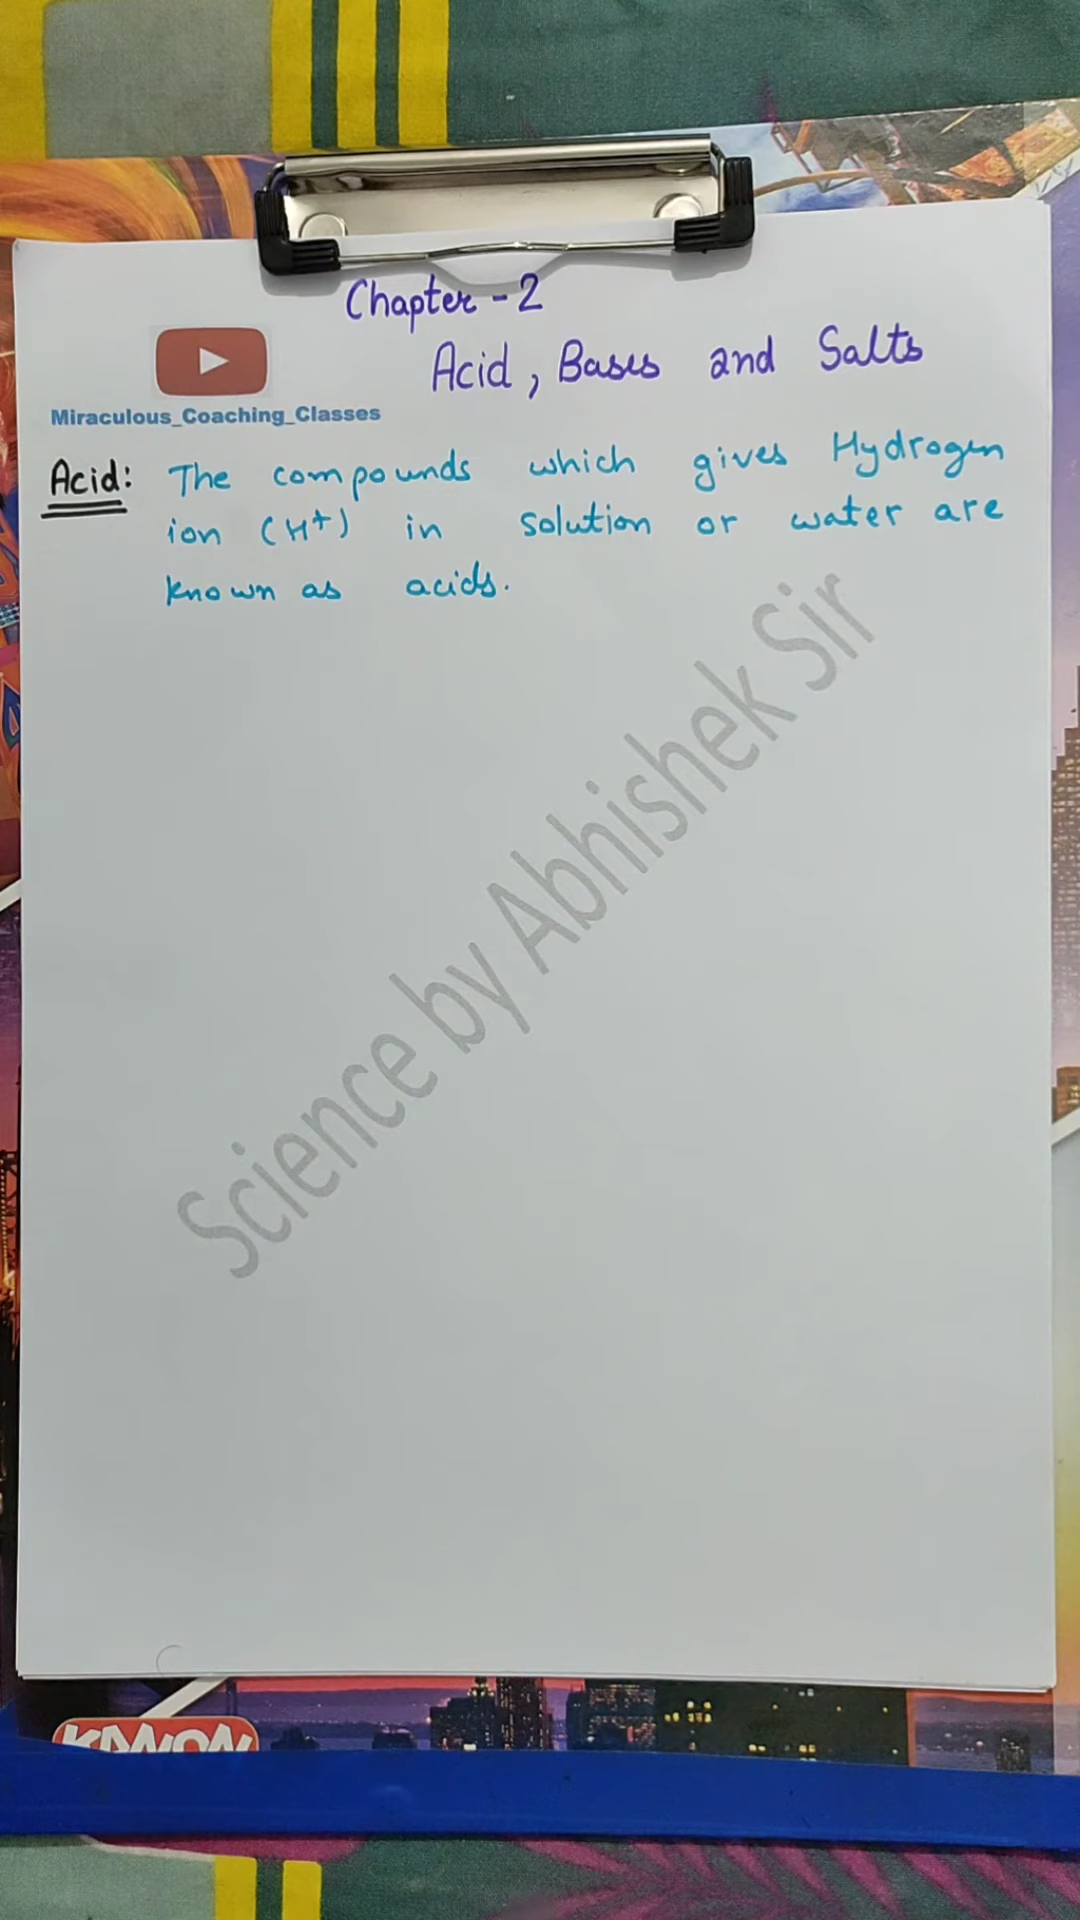 Chapter - 2
Acid, Bases and Salts
Miraculous_Coaching_Classes
Acid: The compounds which gives Hydrogen
ion (H+) in solution or water are
known as acids.
Science by Abhishek Sir